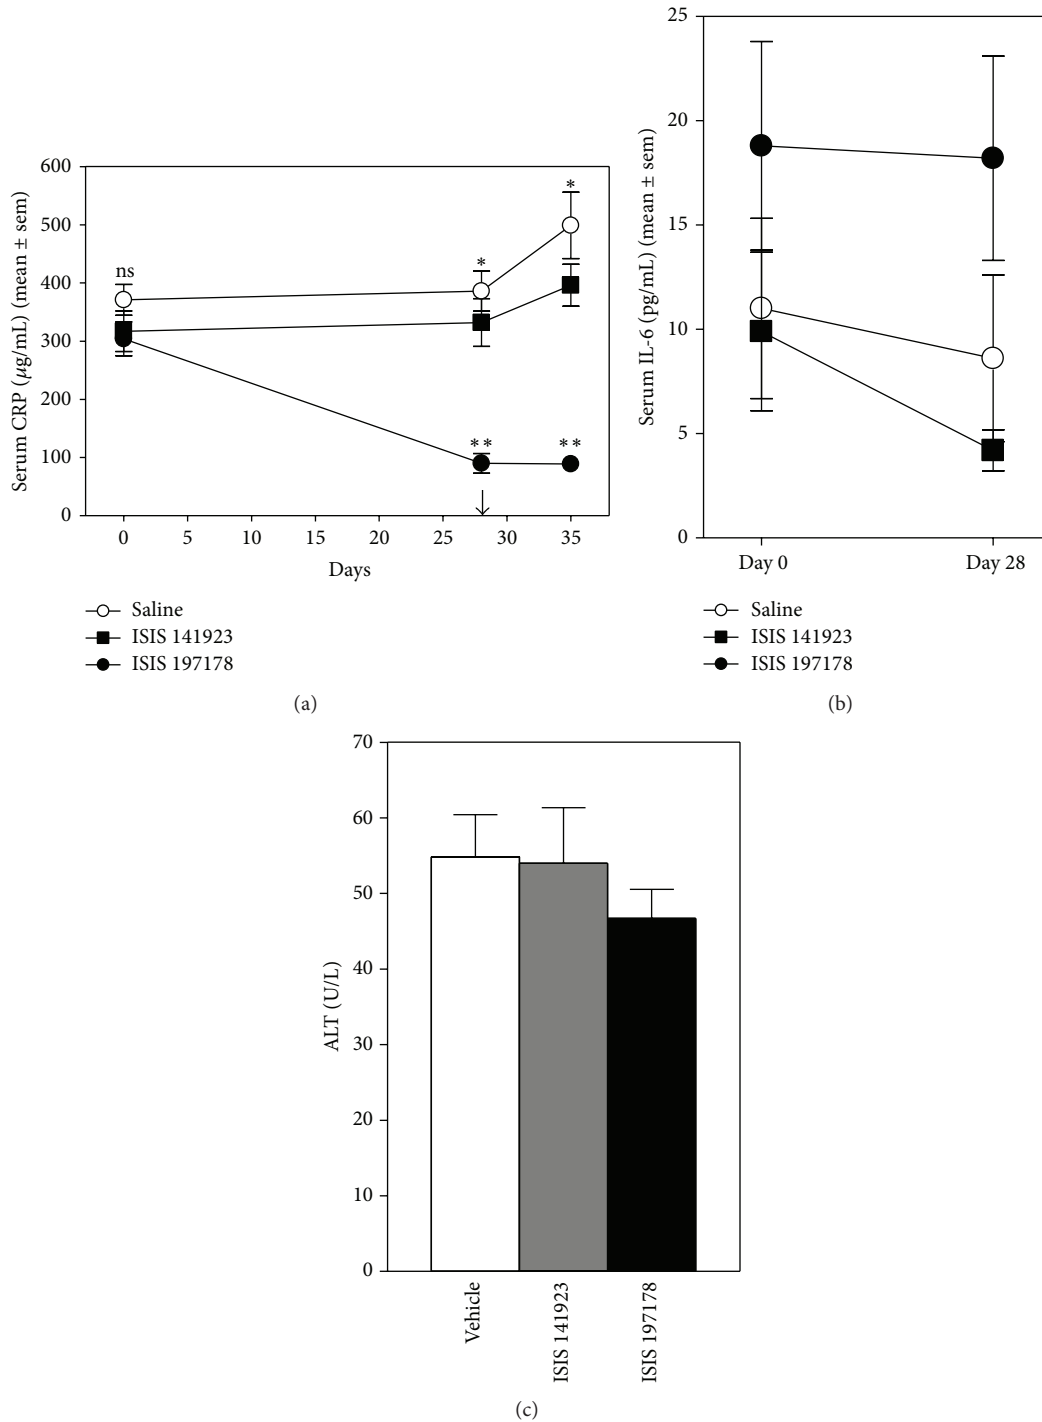 Serum CRP (μg/mL) (mean ± sem)
600
500
400
300
200
100
0
ns
*
*
**
**
0 5 10 15 20 25 30 35
Days
Saline
ISIS 141923
ISIS 197178
(a)
Serum IL-6 (pg/mL) (mean ± sem)
25
20
15
10
5
0
Day 0 Day 28
Saline
ISIS 141923
ISIS 197178
(b)
ALT (U/L)
70
60
50
40
30
20
10
0
Vehicle
ISIS 141923
ISIS 197178
(c)